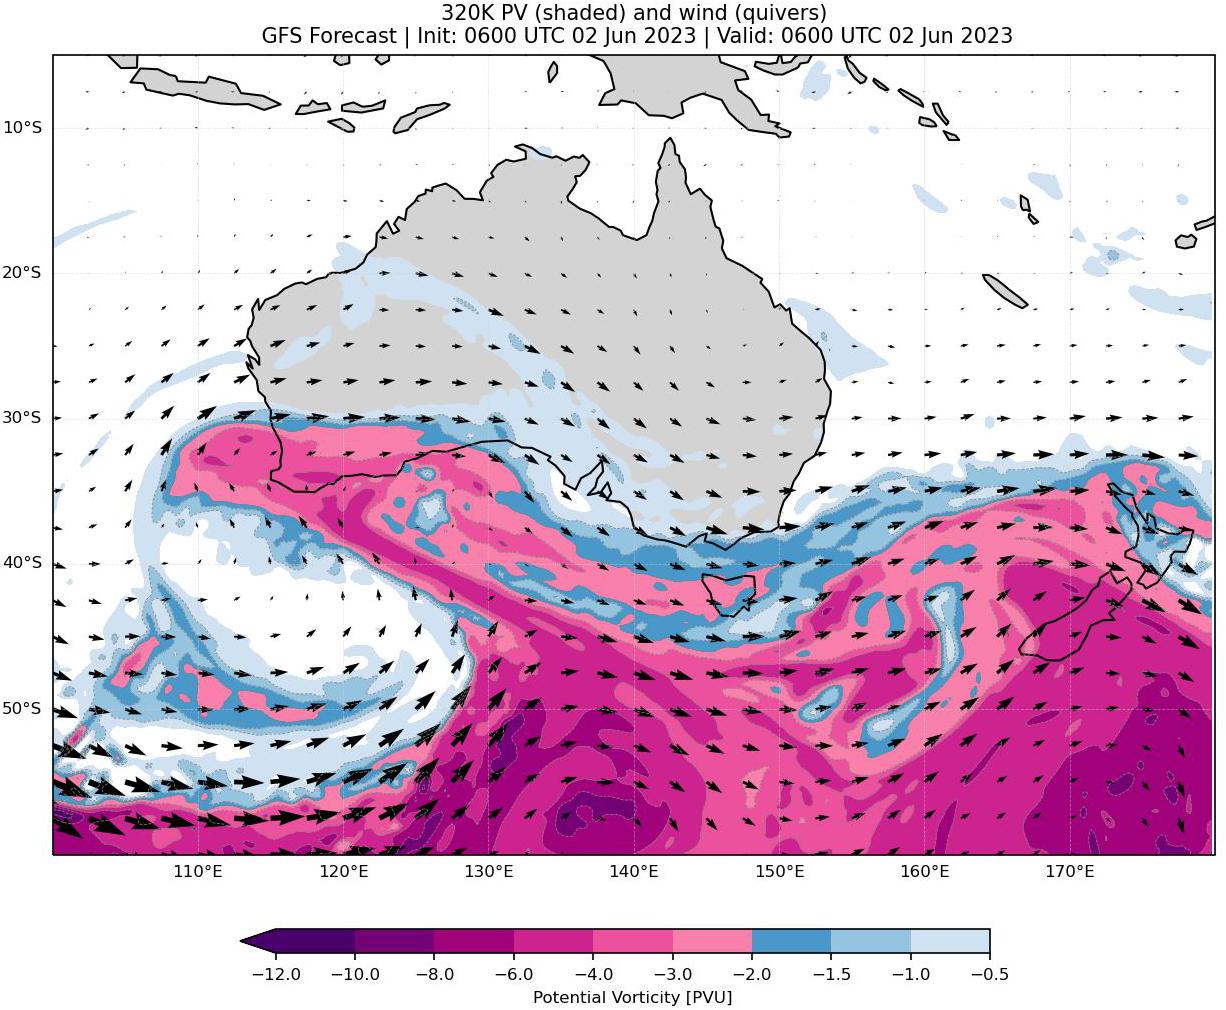 320K PV (shaded) and wind (quivers)
GFS Forecast | Init: 0600 UTC 02 Jun 2023 | Valid: 0600 UTC 02 Jun 2023
10°S
20°S
30°S
40°S
50°S
110°E 120°E 130°E 140°E 150°E 160°E 170°E
−12.0 −10.0 −8.0 −6.0 −4.0 −3.0 −2.0 −1.5 −1.0 −0.5
Potential Vorticity [PVU]